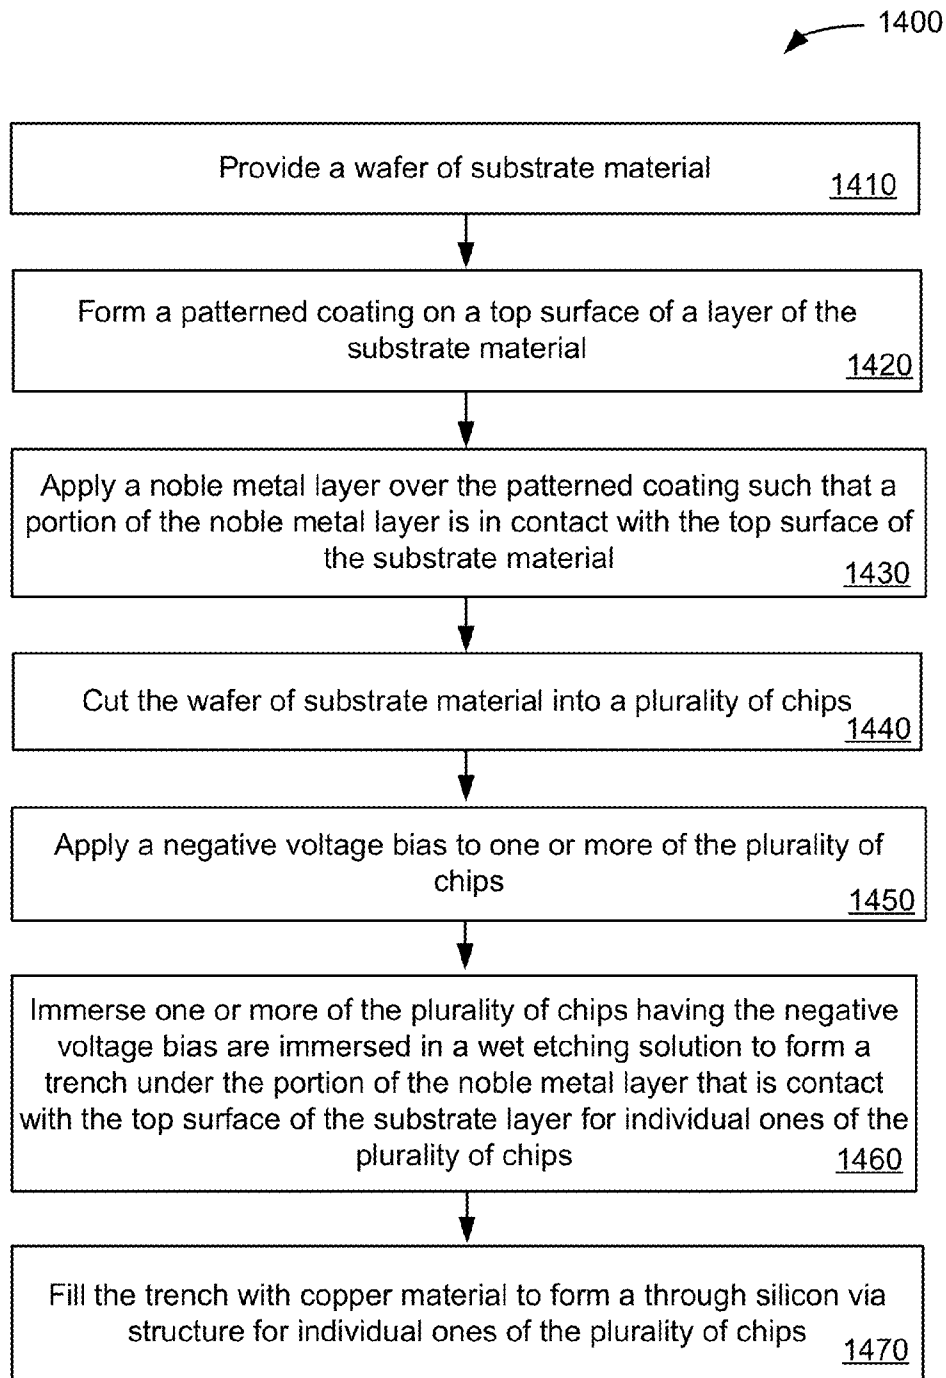 1400
Provide a wafer of substrate material
1410
Form a patterned coating on a top surface of a layer of the
substrate material
1420
Apply a noble metal layer over the patterned coating such that a
portion of the noble metal layer is in contact with the top surface of
the substrate material
1430
Cut the wafer of substrate material into a plurality of chips
1440
Apply a negative voltage bias to one or more of the plurality of
chips
1450
Immerse one or more of the plurality of chips having the negative
voltage bias are immersed in a wet etching solution to form a
trench under the portion of the noble metal layer that is contact
with the top surface of the substrate layer for individual ones of the
plurality of chips
1460
Fill the trench with copper material to form a through silicon via
structure for individual ones of the plurality of chips
1470